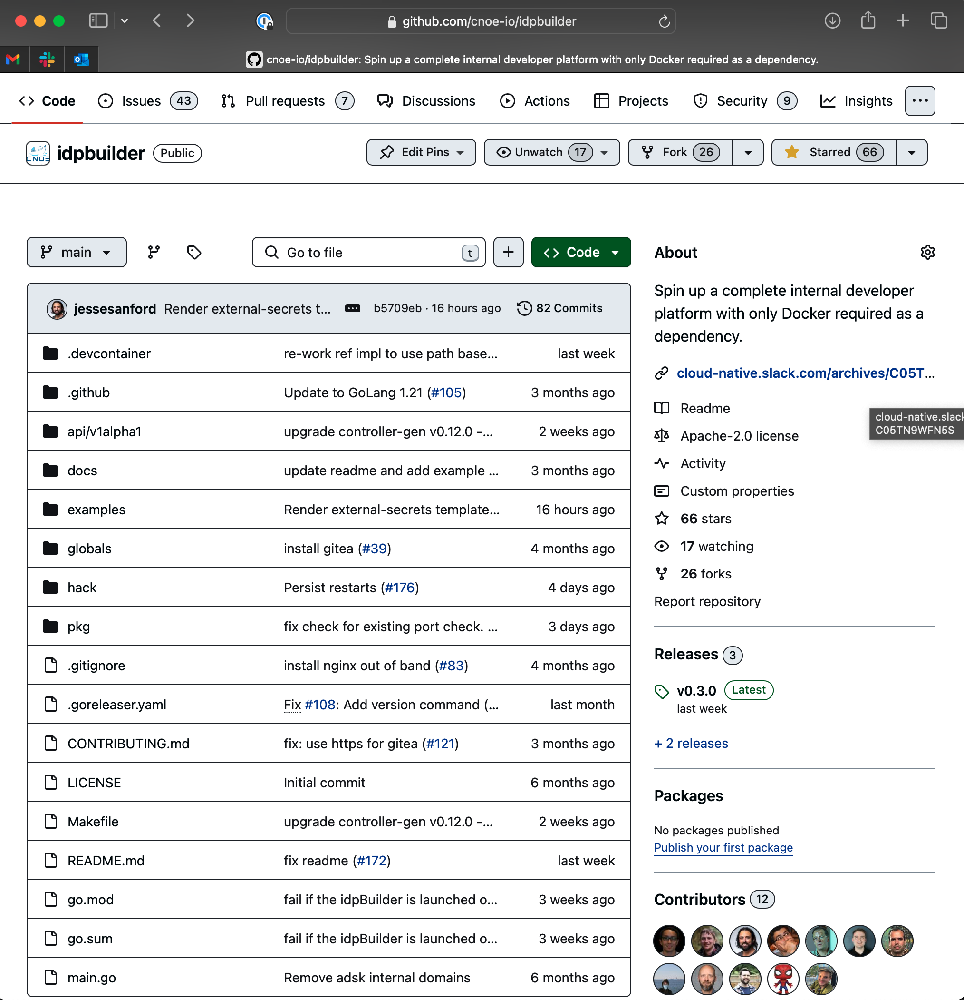 github.com/cnoe-io/idpbuilder
cnoe-io/idpbuilder: Spin up a complete internal developer platform with only Docker required as a dependency.
Code Issues 43 Pull requests 7 Discussions Actions Projects Security 9 Insights
CNOE idpbuilder Public Edit Pins Unwatch 17 Fork 26 Starred 66
main Go to file t Code
jessesanford Render external-secrets t... b5709eb · 16 hours ago 82 Commits
.devcontainer re-work ref impl to use path base... last week
.github Update to GoLang 1.21 (#105) 3 months ago
api/v1alpha1 upgrade controller-gen v0.12.0 -... 2 weeks ago
docs update readme and add example ... 3 months ago
examples Render external-secrets template... 16 hours ago
globals install gitea (#39) 4 months ago
hack Persist restarts (#176) 4 days ago
pkg fix check for existing port check. ... 3 days ago
.gitignore install nginx out of band (#83) 4 months ago
.goreleaser.yaml Fix #108: Add version command (... last month
CONTRIBUTING.md fix: use https for gitea (#121) 3 months ago
LICENSE Initial commit 6 months ago
Makefile upgrade controller-gen v0.12.0 -... 2 weeks ago
README.md fix readme (#172) last week
go.mod fail if the idpBuilder is launched o... 3 weeks ago
go.sum fail if the idpBuilder is launched o... 3 weeks ago
main.go Remove adsk internal domains 6 months ago
About
Spin up a complete internal developer
platform with only Docker required as a
dependency.
cloud-native.slack.com/archives/C05T...
Readme
cloud-native.slack
C05TN9WFN5S
Apache-2.0 license
Activity
Custom properties
66 stars
17 watching
26 forks
Report repository
Releases 3
v0.3.0 Latest
last week
+ 2 releases
Packages
No packages published
Publish your first package
Contributors 12